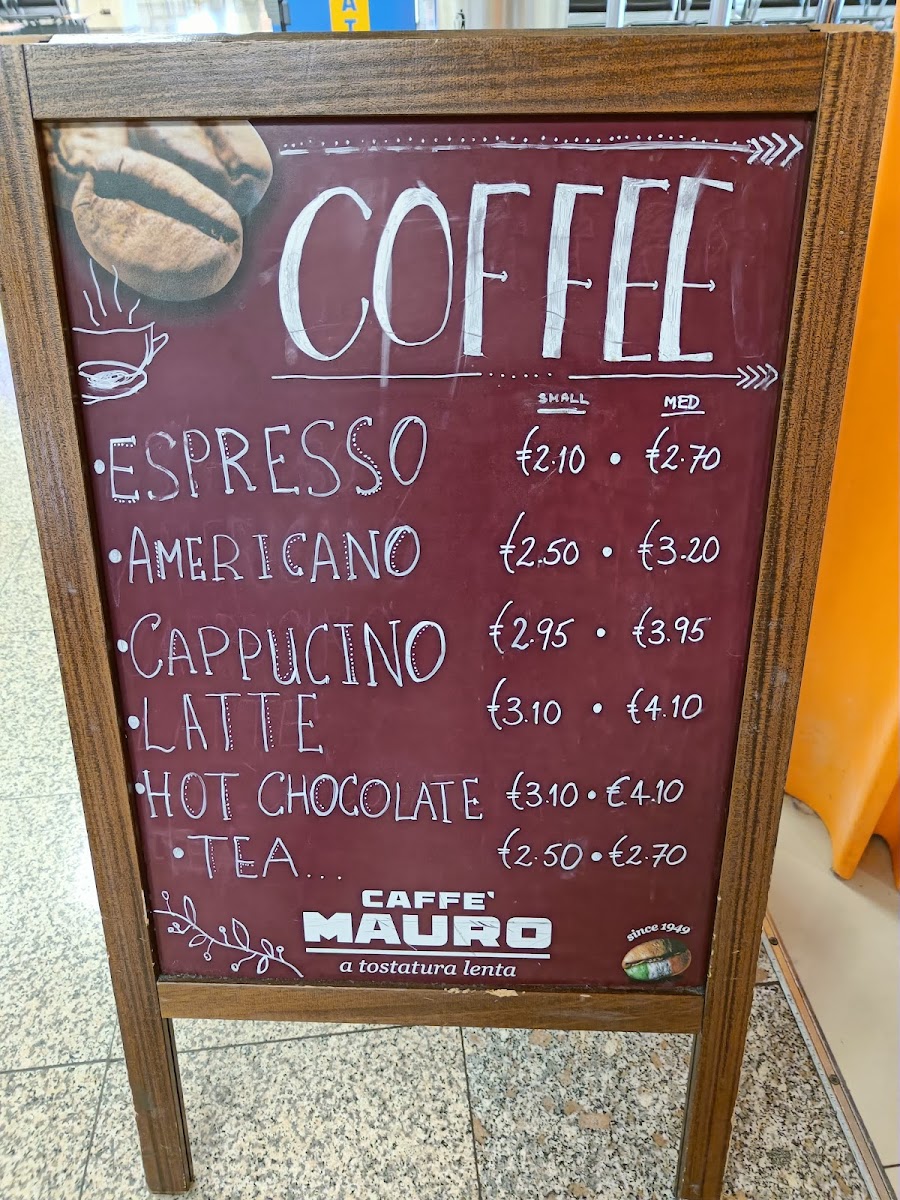 AT
COFFEE
SMALL MED
•ESPRESSO €2.10 • €2.70
•AMERICANO €2.50 • €3.20
•CAPPUCINO €2.95 • €3.95
•LATTE €3.10 • €4.10
•HOT CHOCOLATE €3.10 • €4.10
•TEA... €2.50 • €2.70
CAFFE'
MAURO
a tostatura lenta
since 1949